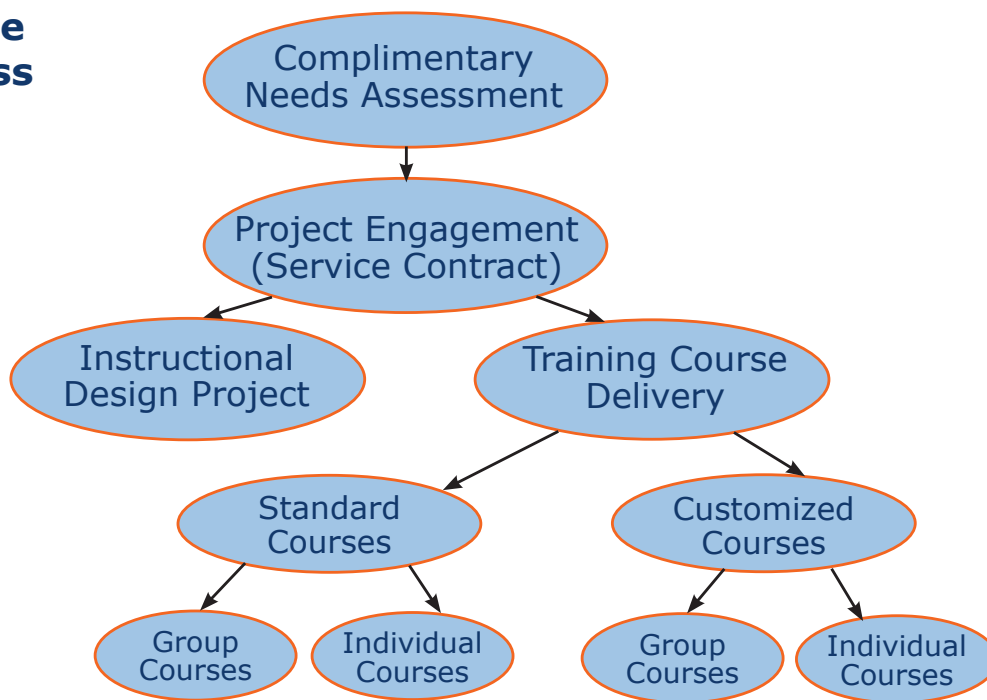 e
ss
Complimentary
Needs Assessment
Project Engagement
(Service Contract)
Instructional
Design Project
Training Course
Delivery
Standard
Courses
Customized
Courses
Group
Courses
Individual
Courses
Group
Courses
Individual
Courses